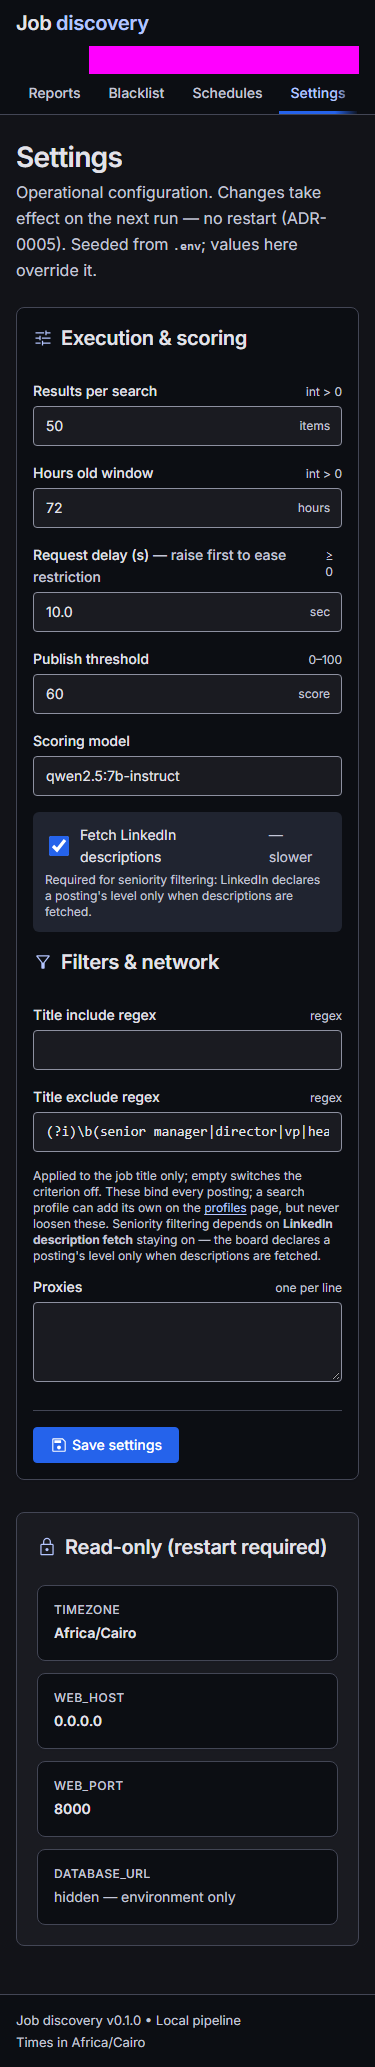 Job discovery
Reports Blacklist Schedules Settings
Settings
Operational configuration. Changes take
effect on the next run — no restart (ADR-
0005). Seeded from .env; values here
override it.
Execution & scoring
Results per search int > 0
50 items
Hours old window int > 0
72 hours
Request delay (s) — raise first to ease ≥
restriction 0
10.0 sec
Publish threshold 0–100
60 score
Scoring model
qwen2.5:7b-instruct
Fetch LinkedIn —
descriptions slower
Required for seniority filtering: LinkedIn declares
a posting's level only when descriptions are
fetched.
Filters & network
Title include regex regex
Title exclude regex regex
(?i)\b(senior manager|director|vp|hea
Applied to the job title only; empty switches the
criterion off. These bind every posting; a search
profile can add its own on the profiles page, but never
loosen these. Seniority filtering depends on LinkedIn
description fetch staying on — the board declares a
posting's level only when descriptions are fetched.
Proxies one per line
Save settings
Read-only (restart required)
TIMEZONE
Africa/Cairo
WEB_HOST
0.0.0.0
WEB_PORT
8000
DATABASE_URL
hidden — environment only
Job discovery v0.1.0 • Local pipeline
Times in Africa/Cairo